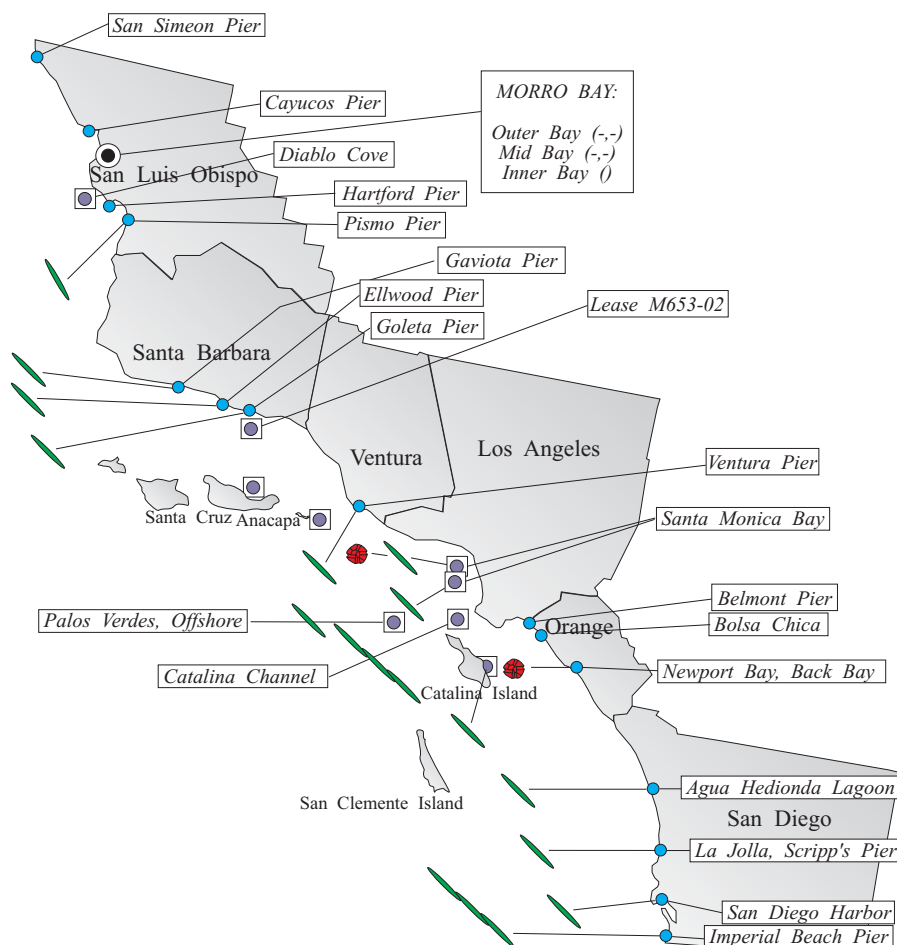 San Simeon Pier
MORRO BAY:
Outer Bay (-,-)
Mid Bay (-,-)
Inner Bay ()
Cayucos Pier
Diablo Cove
San Luis Obispo
Hartford Pier
Pismo Pier
Gaviota Pier
Ellwood Pier
Lease M653-02
Goleta Pier
Santa Barbara
Los Angeles
Ventura
Ventura Pier
Santa Cruz
Anacapa
Santa Monica Bay
Belmont Pier
Palos Verdes, Offshore
Orange
Bolsa Chica
Catalina Channel
Newport Bay, Back Bay
Catalina Island
Agua Hedionda Lagoon
San Clemente Island
San Diego
La Jolla, Scripp's Pier
San Diego Harbor
Imperial Beach Pier